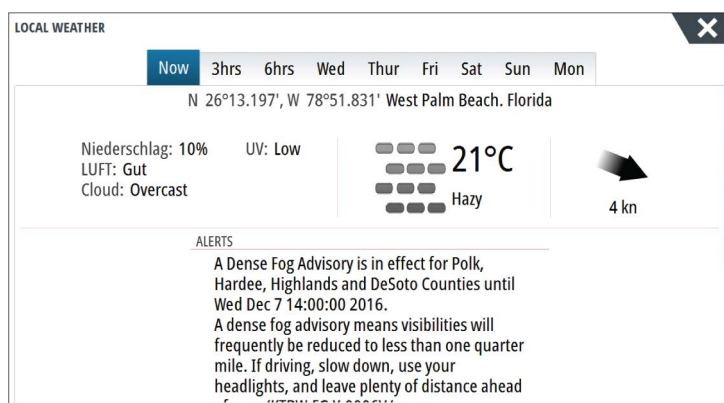 LOCAL WEATHER
Now 3hrs 6hrs Wed Thur Fri Sat Sun Mon
N 26°13.197', W 78°51.831' West Palm Beach. Florida
Niederschlag: 10% UV: Low
LUFT: Gut
Cloud: Overcast
21°C
Hazy
4 kn
ALERTS
A Dense Fog Advisory is in effect for Polk,
Hardee, Highlands and DeSoto Counties until
Wed Dec 7 14:00:00 2016.
A dense fog advisory means visibilities will
frequently be reduced to less than one quarter
mile. If driving, slow down, use your
headlights, and leave plenty of distance ahead